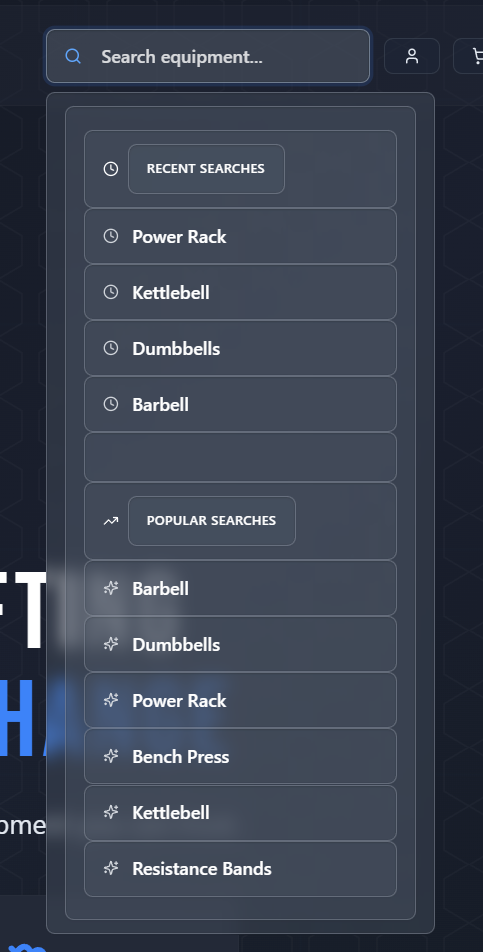 Search equipment...
RECENT SEARCHES
Power Rack
Kettlebell
Dumbbells
Barbell
POPULAR SEARCHES
Barbell
Dumbbells
Power Rack
Bench Press
Kettlebell
Resistance Bands